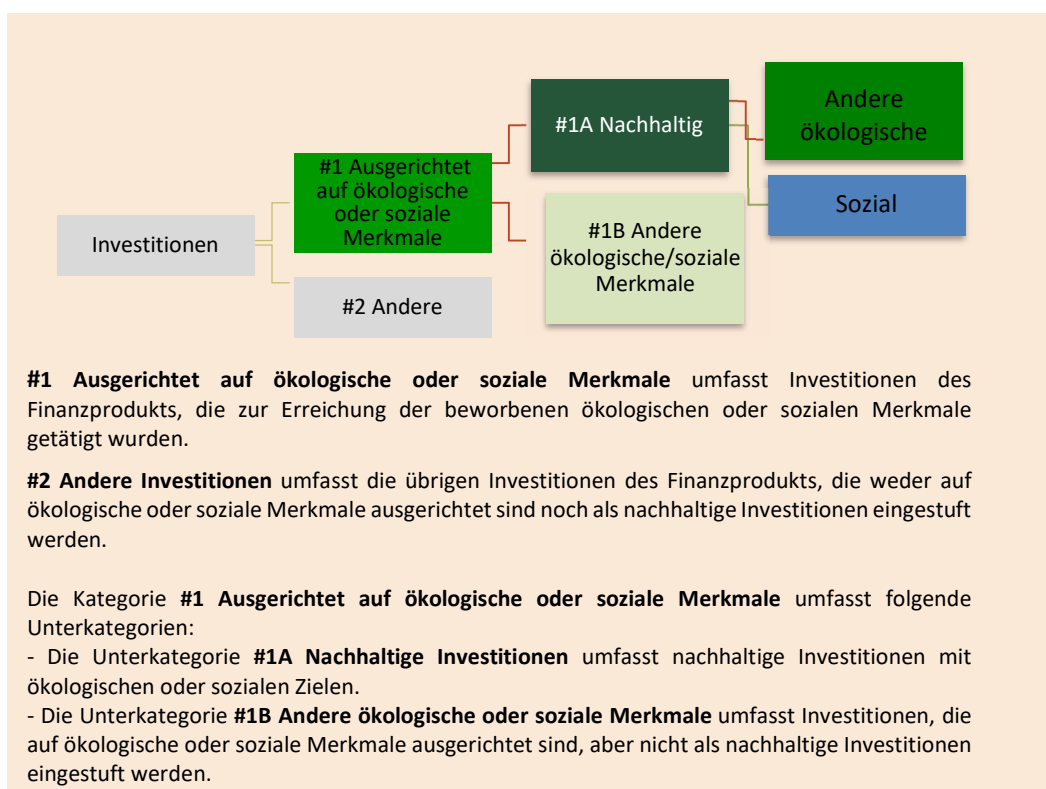 Andere
ökologische
#1A Nachhaltig
#1 Ausgerichtet
auf ökologische
oder soziale
Merkmale
Sozial
Investitionen
#1B Andere
ökologische/soziale
Merkmale
#2 Andere
#1 Ausgerichtet auf ökologische oder soziale Merkmale umfasst Investitionen des
Finanzprodukts, die zur Erreichung der beworbenen ökologischen oder sozialen Merkmale
getätigt wurden.
#2 Andere Investitionen umfasst die übrigen Investitionen des Finanzprodukts, die weder auf
ökologische oder soziale Merkmale ausgerichtet sind noch als nachhaltige Investitionen eingestuft
werden.
Die Kategorie #1 Ausgerichtet auf ökologische oder soziale Merkmale umfasst folgende
Unterkategorien:
- Die Unterkategorie #1A Nachhaltige Investitionen umfasst nachhaltige Investitionen mit
ökologischen oder sozialen Zielen.
- Die Unterkategorie #1B Andere ökologische oder soziale Merkmale umfasst Investitionen, die
auf ökologische oder soziale Merkmale ausgerichtet sind, aber nicht als nachhaltige Investitionen
eingestuft werden.